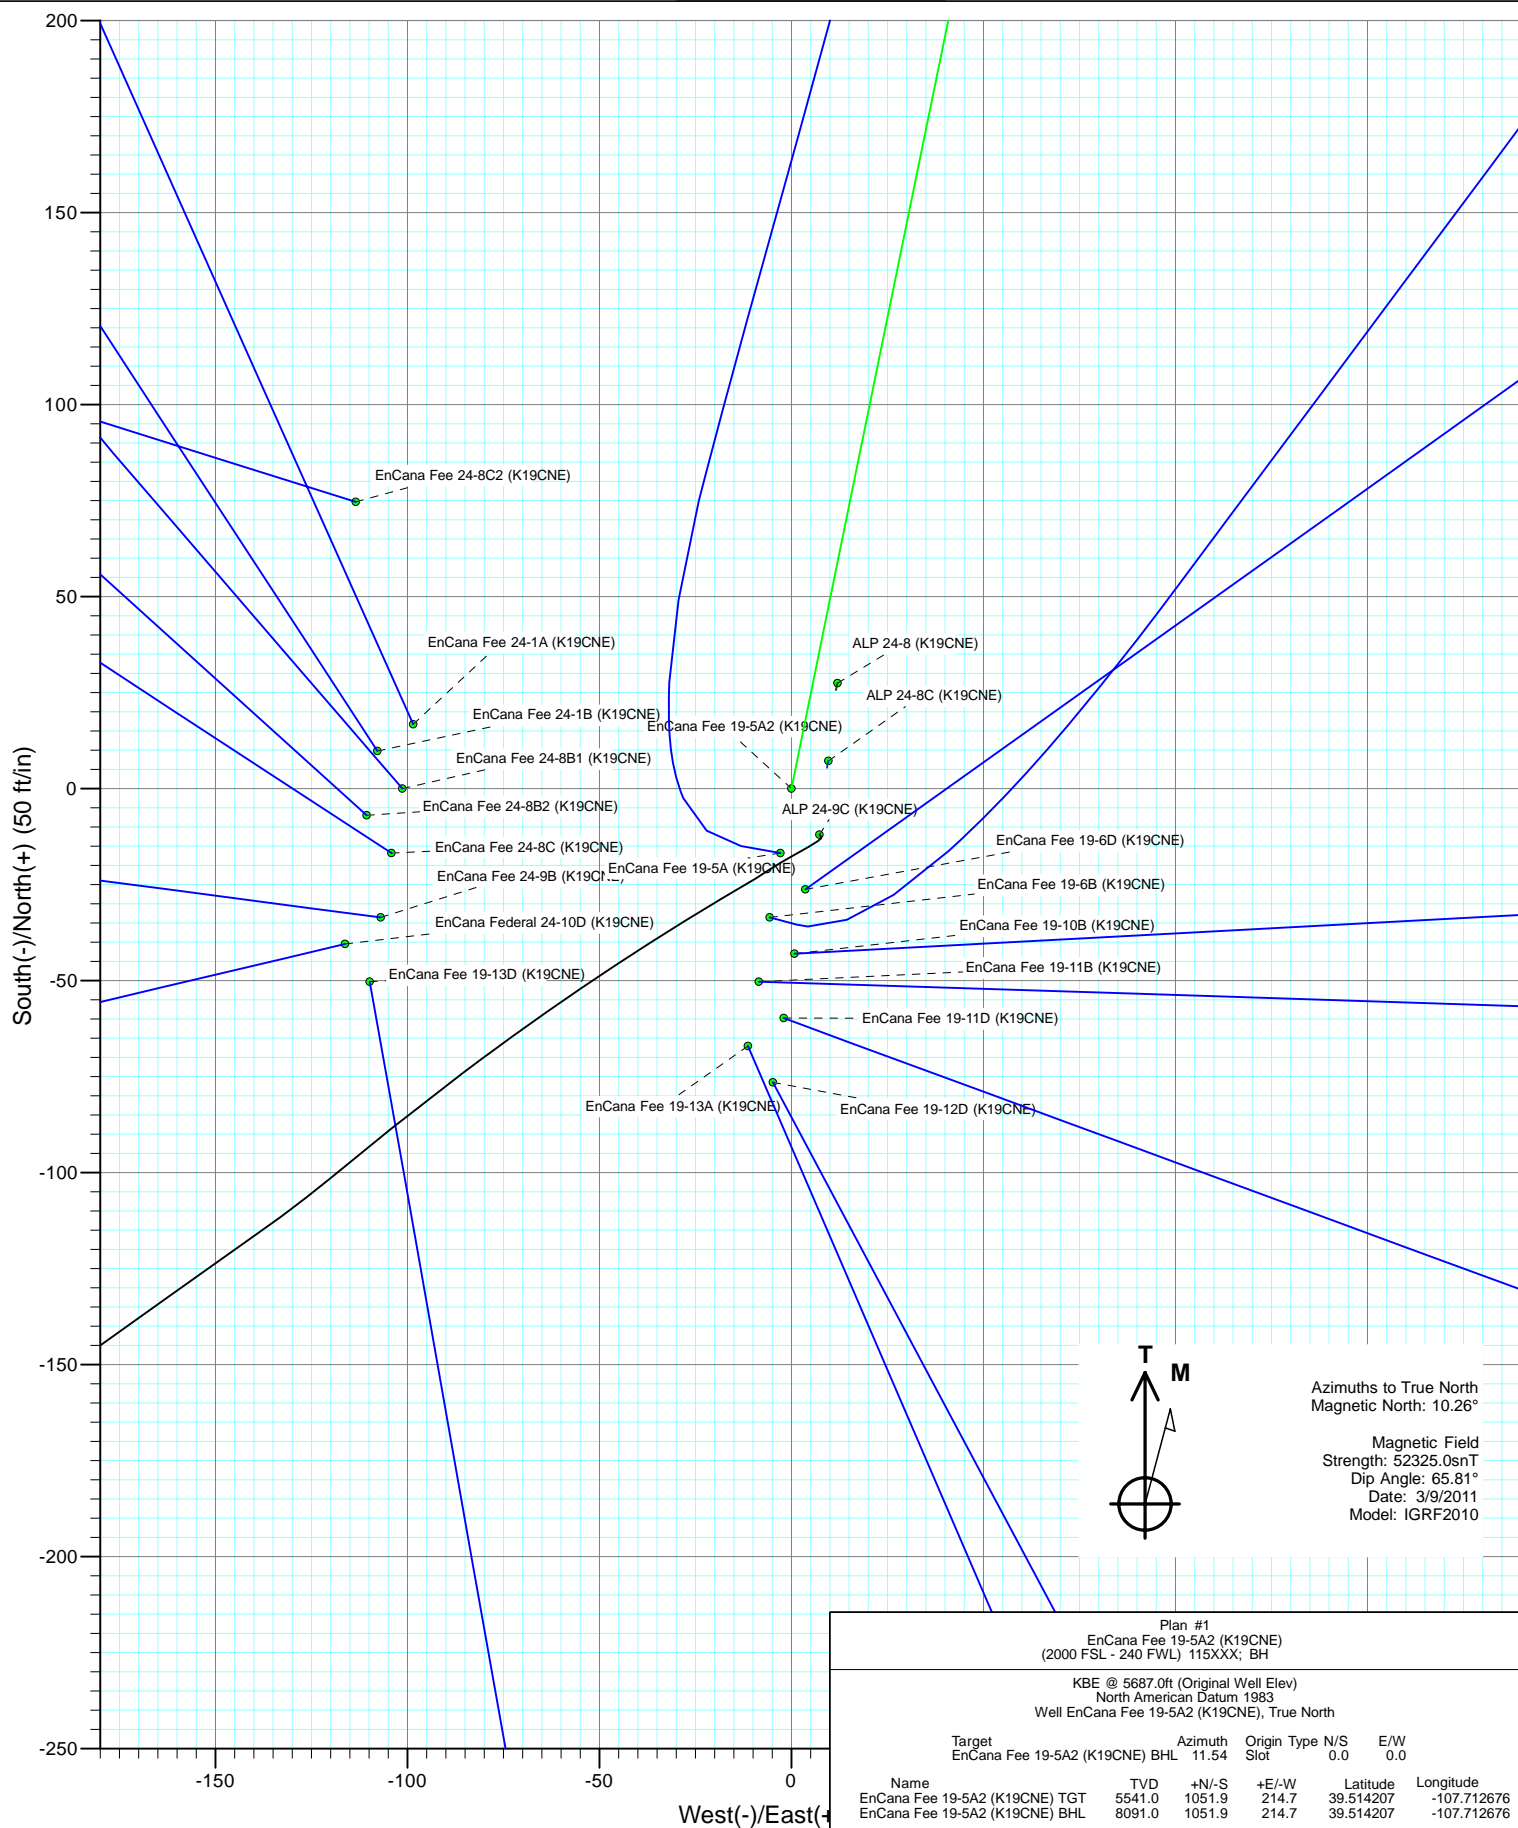 200
150
100
50
0
-50
-100
-150
-200
-250
South(-)/North(+) (50 ft/in)
EnCana Fee 24-8C2 (K19CNE)
EnCana Fee 24-1A (K19CNE)
ALP 24-8 (K19CNE)
ALP 24-8C (K19CNE)
EnCana Fee 24-1B (K19CNE)
EnCana Fee 19-5A2 (K19CNE)
EnCana Fee 24-8B1 (K19CNE)
EnCana Fee 24-8B2 (K19CNE)
ALP 24-9C (K19CNE)
EnCana Fee 19-6D (K19CNE)
EnCana Fee 24-8C (K19CNE)
EnCana Fee 19-5A (K19CNE)
EnCana Fee 24-9B (K19CNE)
EnCana Fee 19-6B (K19CNE)
EnCana Federal 24-10D (K19CNE)
EnCana Fee 19-10B (K19CNE)
EnCana Fee 19-13D (K19CNE)
EnCana Fee 19-11B (K19CNE)
EnCana Fee 19-11D (K19CNE)
EnCana Fee 19-13A (K19CNE)
EnCana Fee 19-12D (K19CNE)
T
M
Azimuths to True North
Magnetic North: 10.26°
Magnetic Field
Strength: 52325.0snT
Dip Angle: 65.81°
Date: 3/9/2011
Model: IGRF2010
Plan #1
EnCana Fee 19-5A2 (K19CNE)
(2000 FSL - 240 FWL) 115XXX; BH
KBE @ 5687.0ft (Original Well Elev)
North American Datum 1983
Well EnCana Fee 19-5A2 (K19CNE), True North
Target Azimuth Origin Type N/S E/W
EnCana Fee 19-5A2 (K19CNE) BHL 11.54 Slot 0.0 0.0
Name TVD +N/-S +E/-W Latitude Longitude
EnCana Fee 19-5A2 (K19CNE) TGT 5541.0 1051.9 214.7 39.514207 -107.712676
EnCana Fee 19-5A2 (K19CNE) BHL 8091.0 1051.9 214.7 39.514207 -107.712676
-150 -100 -50 0
West(-)/East(+